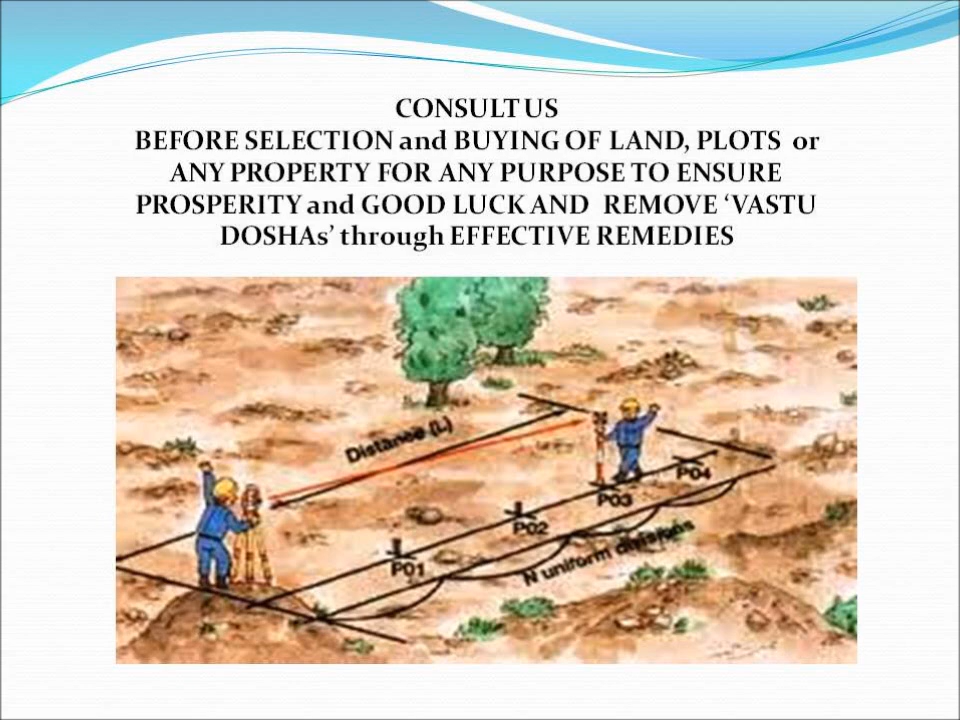 CONSULT US
BEFORE SELECTION and BUYING OF LAND, PLOTS or
ANY PROPERTY FOR ANY PURPOSE TO ENSURE
PROSPERITY and GOOD LUCK AND REMOVE ‘VASTU
DOSHAs’ through EFFECTIVE REMEDIES
Distance (L)
P04
P03
P02
P01
N uniform divisions